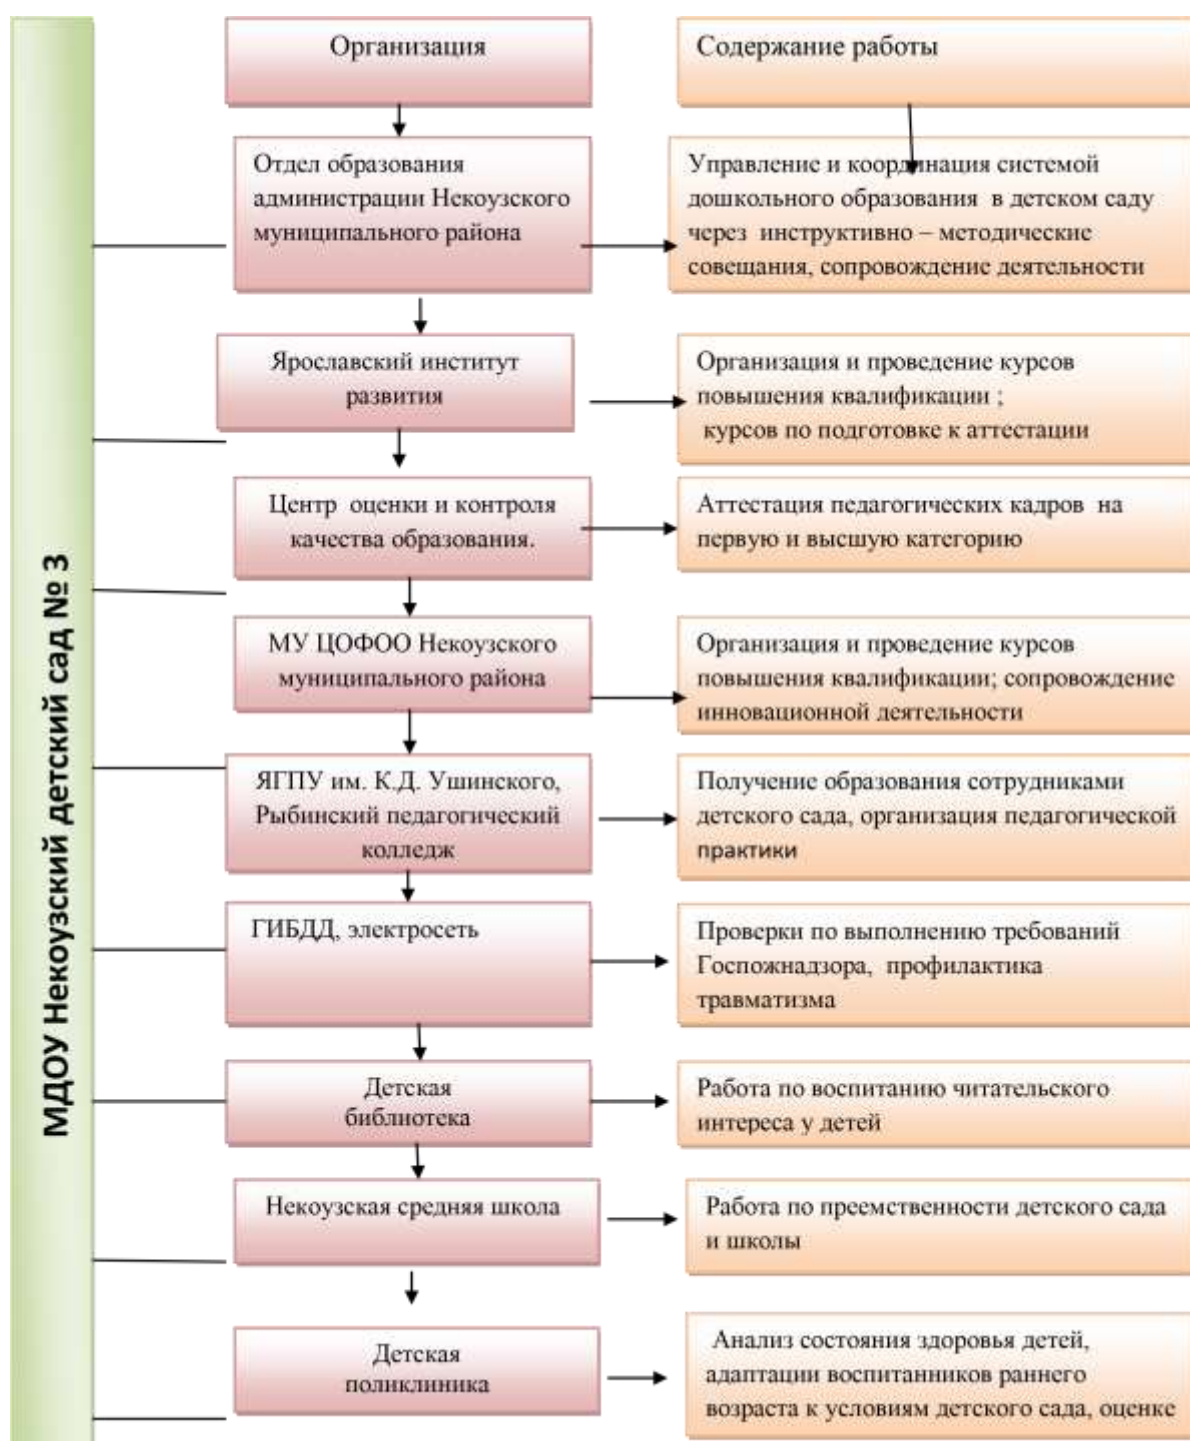 МДОУ Некоузский детский сад № 3
Организация
Содержание работы
Отдел образования
администрации Некоузского
муниципального района
Управление и координация системой
дошкольного образования в детском саду
через инструктивно – методические
совещания, сопровождение деятельности
Ярославский институт
развития
Организация и проведение курсов
повышения квалификации ;
курсов по подготовке к аттестации
Центр оценки и контроля
качества образования.
Аттестация педагогических кадров на
первую и высшую категорию
МУ ЦОФОО Некоузского
муниципального района
Организация и проведение курсов
повышения квалификации; сопровождение
инновационной деятельности
ЯГПУ им. К.Д. Ушинского,
Рыбинский педагогический
колледж
Получение образования сотрудниками
детского сада, организация педагогической
практики
ГИБДД, электросеть
Проверки по выполнению требований
Госпожнадзора, профилактика
травматизма
Детская
библиотека
Работа по воспитанию читательского
интереса у детей
Некоузская средняя школа
Работа по преемственности детского сада
и школы
Детская
поликлиника
Анализ состояния здоровья детей,
адаптации воспитанников раннего
возраста к условиям детского сада, оценке